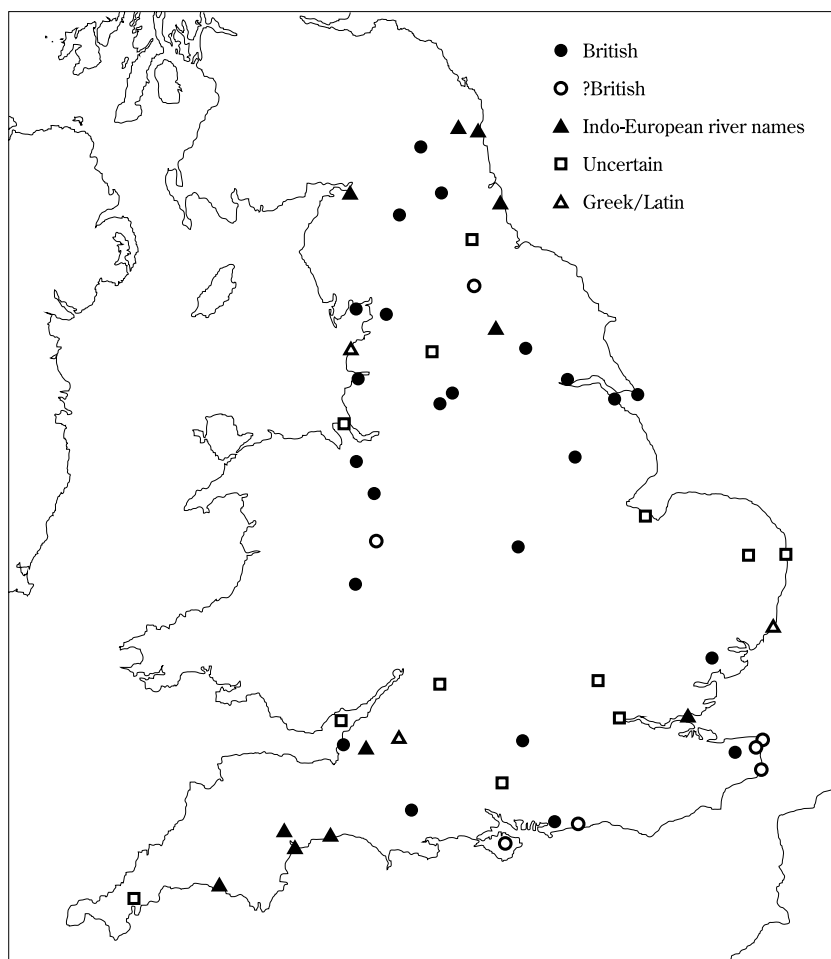 British
?British
Indo-European river names
Uncertain
Greek/Latin